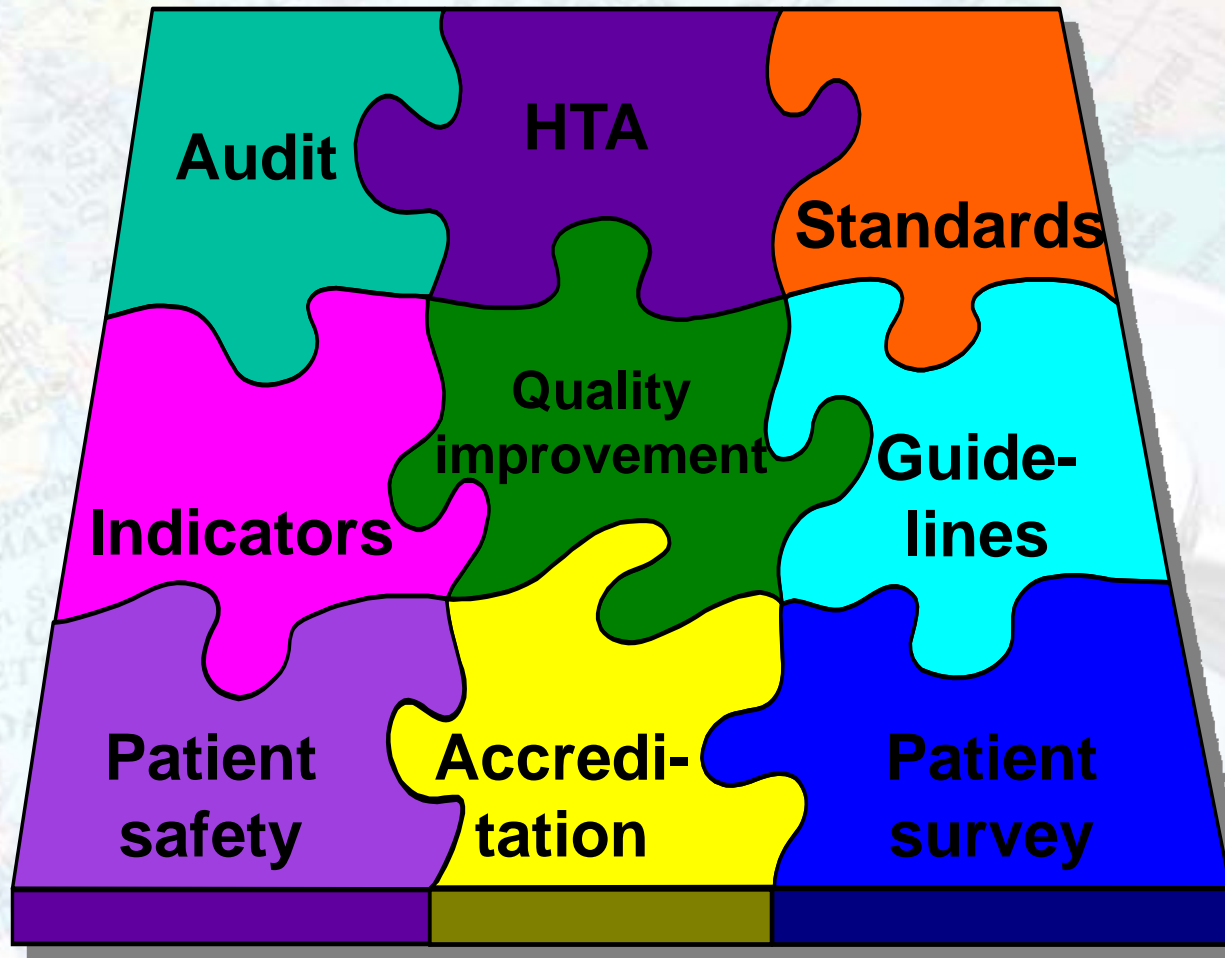 Audit
HTA
Standards
Quality
improvement
Indicators
Guide-
lines
Patient
safety
Accredi-
tation
Patient
survey